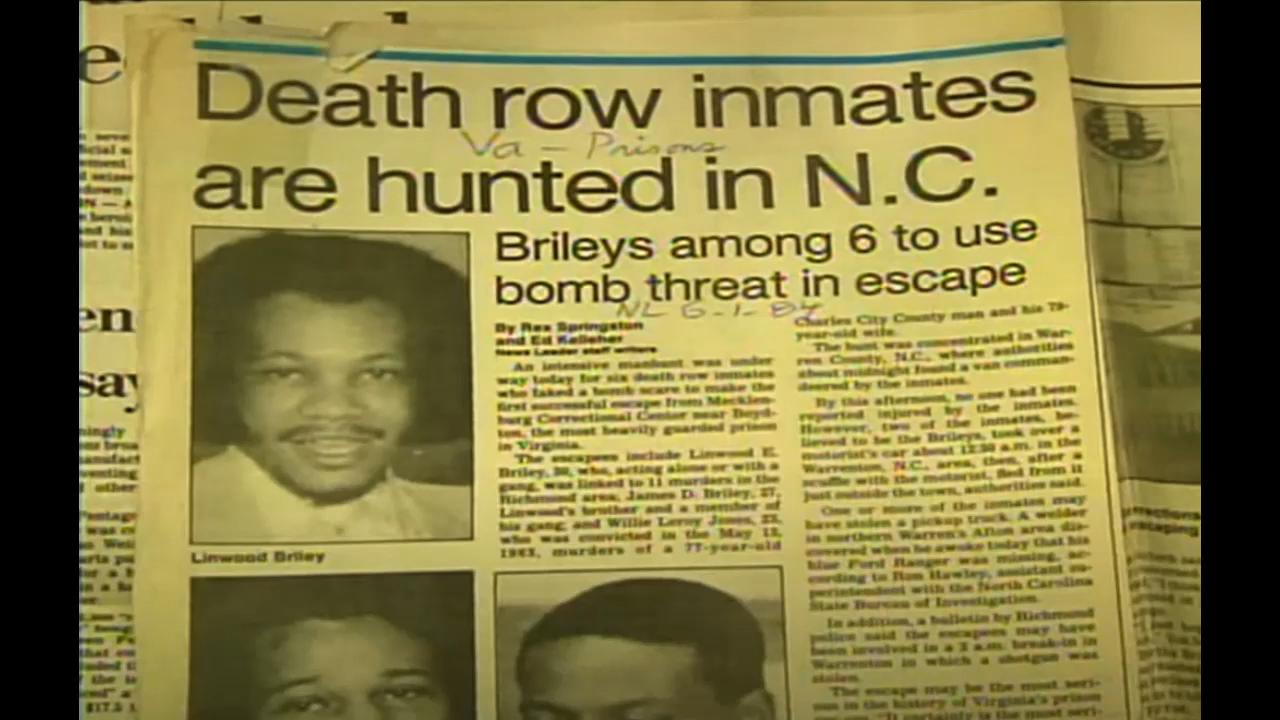 Death row inmates
Va - Prisons
are hunted in N.C.
Brileys among 6 to use
bomb threat in escape
NL 6-1-84
By Rex Springston
and Ed Kelleher
News Leader staff writers
An intensive manhunt was under
way today for six death row inmates
who faked a bomb scare to make the
first successful escape from Mecklen-
burg Correctional Center near Boyd-
ton, the most heavily guarded prison
in Virginia.
The escapees include Linwood E.
Briley, 30, who, acting alone or with a
gang, was linked to 11 murders in the
Richmond area; James D. Briley, 27,
Linwood's brother and a member of
his gang; and Willie Leroy Jones,
who was convicted in the May 13,
1983, murders of a 77-year-old
Linwood Briley
Charles City County man and his 79-
year-old wife.
The hunt was concentrated in War-
ren County, N.C., where authorities
about midnight found a van comman-
deered by the inmates.
By this afternoon, no one had been
reported injured by the inmates.
However, two of the inmates, be-
lieved to be the Brileys, took over a
motorist's car about 12:30 a.m. in the
Warrenton, N.C., area, then, after a
scuffle with the motorist, fled from it
just outside the town, authorities said.
One or more of the inmates may
have stolen a pickup truck. A welder
in northern Warren's Afton area dis-
covered when he awoke today that his
blue Ford Ranger was missing, ac-
cording to Ron Hawley, assistant su-
perintendent with the North Carolina
State Bureau of Investigation.
In addition, a bulletin by Richmond
police said the escapees may have
been involved in a 3 a.m. break-in in
Warrenton in which a shotgun was
stolen.
The escape may be the most seri-
ous in the history of Virginia's prison
"It certainly is the most seri-